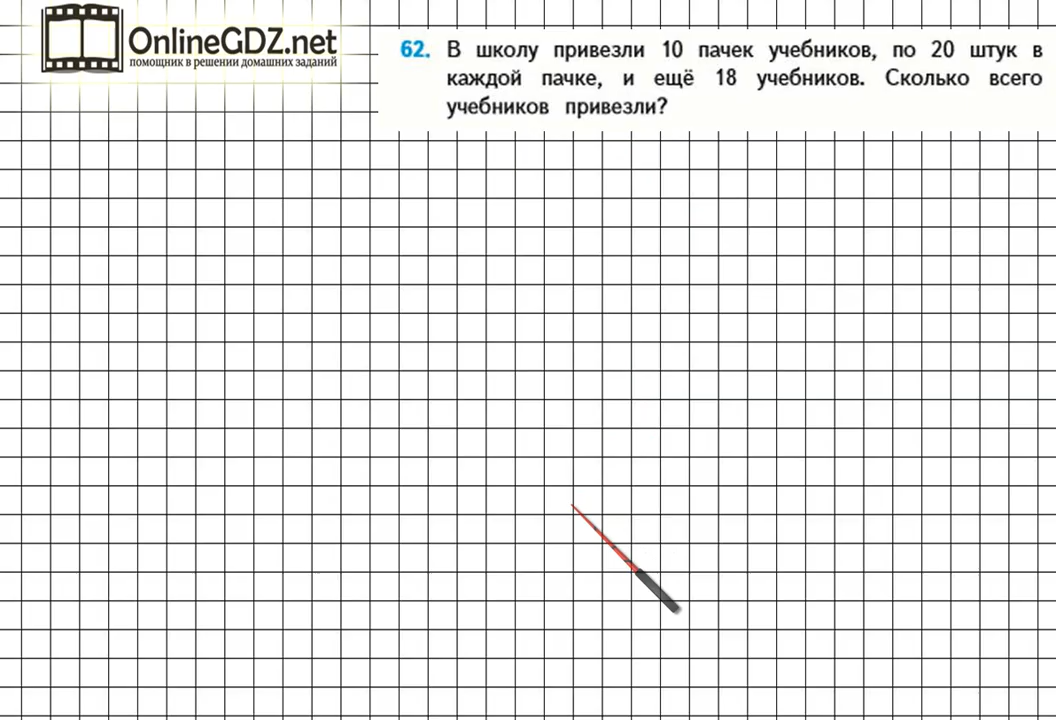 OnlineGDZ.net
помощник в решении домашних заданий
62. В школу привезли 10 пачек учебников, по 20 штук в
каждой пачке, и ещё 18 учебников. Сколько всего
учебников привезли?